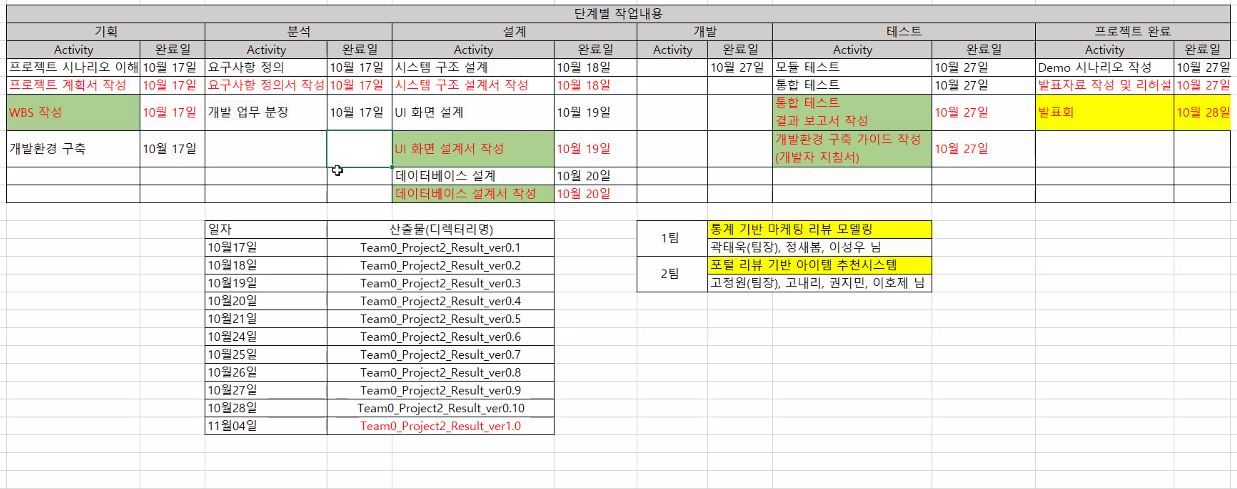 단계별 작업내용
기획 분석 설계 개발 테스트 프로젝트 완료
Activity 완료일 Activity 완료일 Activity 완료일 Activity 완료일 Activity 완료일 Activity 완료일
프로젝트 시나리오 이해 10월 17일 요구사항 정의 10월 17일 시스템 구조 설계 10월 18일 10월 27일 모듈 테스트 10월 27일 Demo 시나리오 작성 10월 27일
프로젝트 계획서 작성 10월 17일 요구사항 정의서 작성 10월 17일 시스템 구조 설계서 작성 10월 18일 통합 테스트 10월 27일 발표자료 작성 및 리허설 10월 27일
WBS 작성 10월 17일 개발 업무 분장 10월 17일 UI 화면 설계 10월 19일 통합 테스트
결과 보고서 작성 10월 27일 발표회 10월 28일
개발환경 구축 10월 17일 UI 화면 설계서 작성 10월 19일 개발환경 구축 가이드 작성
(개발자 지침서) 10월 27일
데이터베이스 설계 10월 20일
데이터베이스 설계서 작성 10월 20일
일자 산출물(디렉터리명)
10월17일 Team0_Project2_Result_ver0.1
10월18일 Team0_Project2_Result_ver0.2
10월19일 Team0_Project2_Result_ver0.3
10월20일 Team0_Project2_Result_ver0.4
10월21일 Team0_Project2_Result_ver0.5
10월24일 Team0_Project2_Result_ver0.6
10월25일 Team0_Project2_Result_ver0.7
10월26일 Team0_Project2_Result_ver0.8
10월27일 Team0_Project2_Result_ver0.9
10월28일 Team0_Project2_Result_ver0.10
11월04일 Team0_Project2_Result_ver1.0
1팀 통계 기반 마케팅 리뷰 모델링
곽태욱(팀장), 정새봄, 이성우 님
2팀 포털 리뷰 기반 아이템 추천시스템
고정원(팀장), 고내리, 권지민, 이호제 님